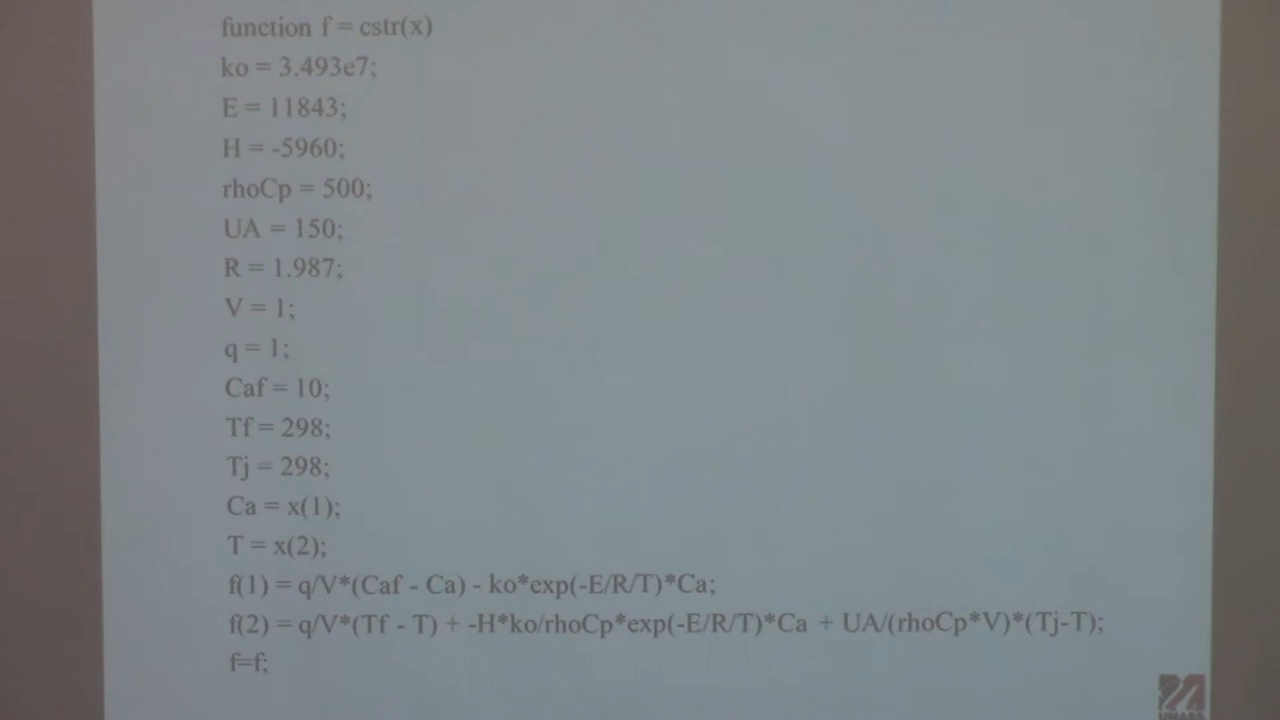 function f = cstr(x)
ko = 3.493e7;
E = 11843;
H = -5960;
rhoCp = 500;
UA = 150;
R = 1.987;
V = 1;
q = 1;
Caf = 10;
Tf = 298;
Tj = 298;
Ca = x(1);
T = x(2);
f(1) = q/V*(Caf - Ca) - ko*exp(-E/R/T)*Ca;
f(2) = q/V*(Tf - T) + -H*ko/rhoCp*exp(-E/R/T)*Ca + UA/(rhoCp*V)*(Tj-T);
f=f;